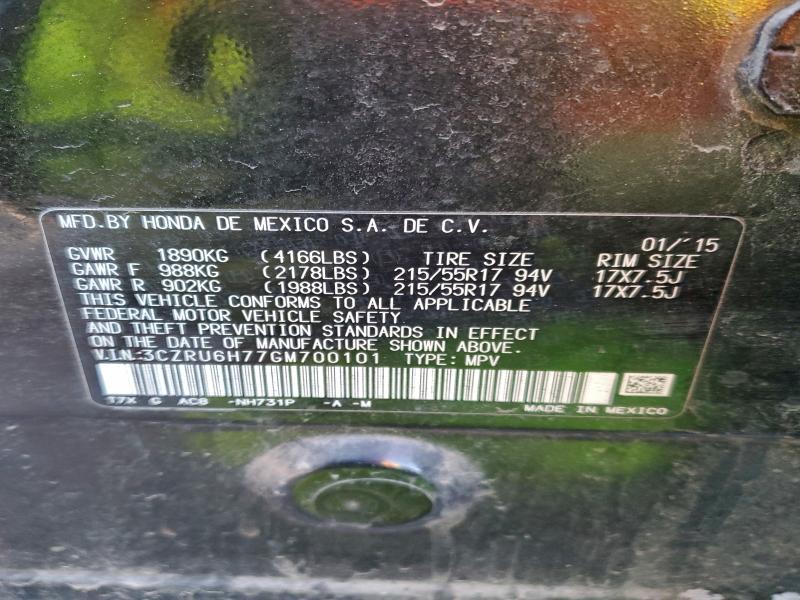 MFD.BY HONDA DE MEXICO S.A. DE C.V.
01/'15
GVWR 1890KG (4166LBS) TIRE SIZE RIM SIZE
GAWR F 988KG (2178LBS) 215/55R17 94V 17X7.5J
GAWR R 902KG (1988LBS) 215/55R17 94V 17X7.5J
THIS VEHICLE CONFORMS TO ALL APPLICABLE
FEDERAL MOTOR VEHICLE SAFETY
AND THEFT PREVENTION STANDARDS IN EFFECT
ON THE DATE OF MANUFACTURE SHOWN ABOVE.
V.I.N.:3CZRU6H77GM700101 TYPE: MPV
17X G AC8 -NH731P -A -M MADE IN MEXICO